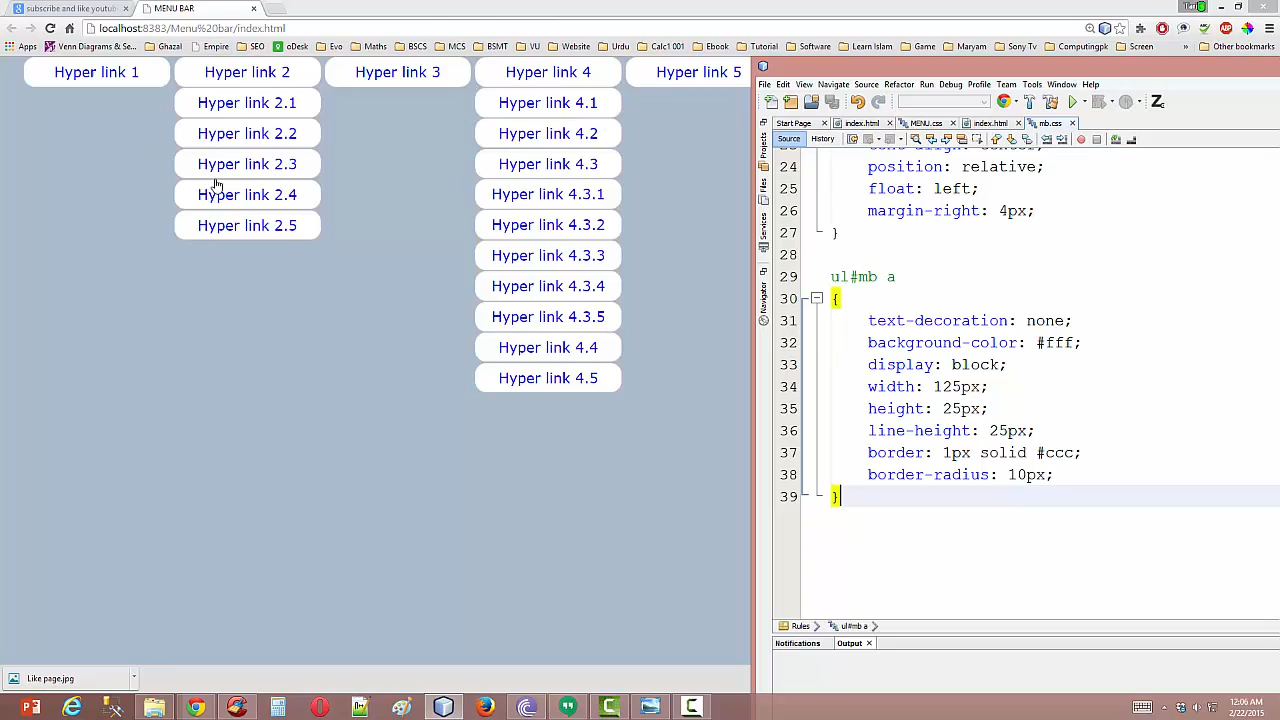 subscribe and like youtub
MENU BAR
localhost:8383/Menu%20bar/index.html
Apps
Venn Diagrams & Se...
Ghazal
Empire
SEO
oDesk
Evo
Maths
BSCS
MCS
BSMT
VU
Website
Urdu
Calc1 001
Ebook
Tutorial
Software
Learn Islam
Game
Maryam
Sony Tv
Computingpk
Screen
»
Other bookmarks
Hyper link 1
Hyper link 2
Hyper link 3
Hyper link 4
Hyper link 5
Hyper link 2.1
Hyper link 4.1
Hyper link 2.2
Hyper link 4.2
Hyper link 2.3
Hyper link 4.3
Hyper link 2.4
Hyper link 4.3.1
Hyper link 2.5
Hyper link 4.3.2
Hyper link 4.3.3
Hyper link 4.3.4
Hyper link 4.3.5
Hyper link 4.4
Hyper link 4.5
File Edit View Navigate Source Refactor Run Debug Profile Team Tools Window Help
Start Page
index.html
MENU.css
index.html
mb.css
Source
History
Projects
Files
Services
Navigator
24 position: relative;
25 float: left;
26 margin-right: 4px;
27 }
28
29 ul#mb a
30 {
31 text-decoration: none;
32 background-color: #fff;
33 display: block;
34 width: 125px;
35 height: 25px;
36 line-height: 25px;
37 border: 1px solid #ccc;
38 border-radius: 10px;
39 }
Rules
ul#mb a
Notifications
Output
Like page.jpg
12:06 AM
2/22/2015